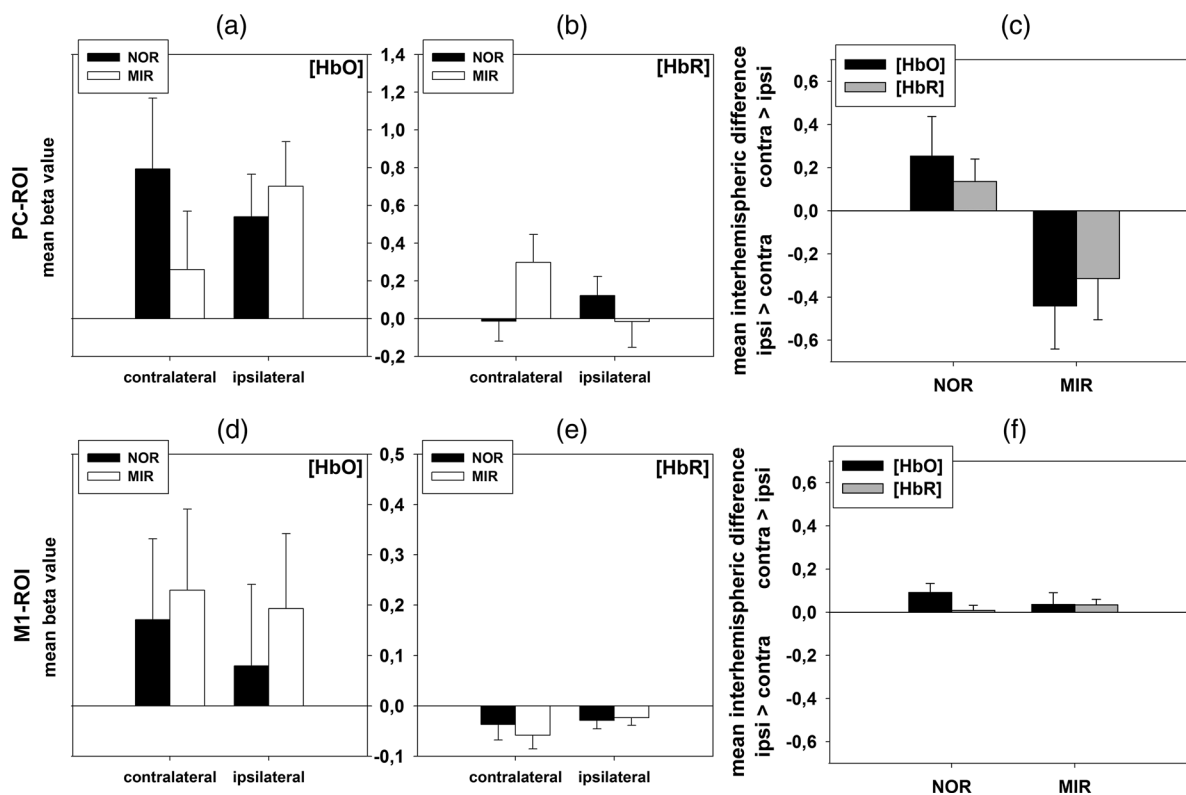 (a)
(b)
(c)
NOR
MIR
[HbO]
1,4
1,2
1,0
0,8
0,6
0,4
0,2
0,0
-0,2
NOR
MIR
[HbR]
[HbO]
[HbR]
0,6
0,4
0,2
0,0
-0,2
-0,4
-0,6
PC-ROI
mean beta value
mean interhemispheric difference
ipsi > contra
contra > ipsi
contralateral
ipsilateral
contralateral
ipsilateral
NOR
MIR
(d)
(e)
(f)
NOR
MIR
[HbO]
0,5
0,4
0,3
0,2
0,1
0,0
-0,1
NOR
MIR
[HbR]
[HbO]
[HbR]
0,6
0,4
0,2
0,0
-0,2
-0,4
-0,6
M1-ROI
mean beta value
mean interhemispheric difference
ipsi > contra
contra > ipsi
contralateral
ipsilateral
contralateral
ipsilateral
NOR
MIR